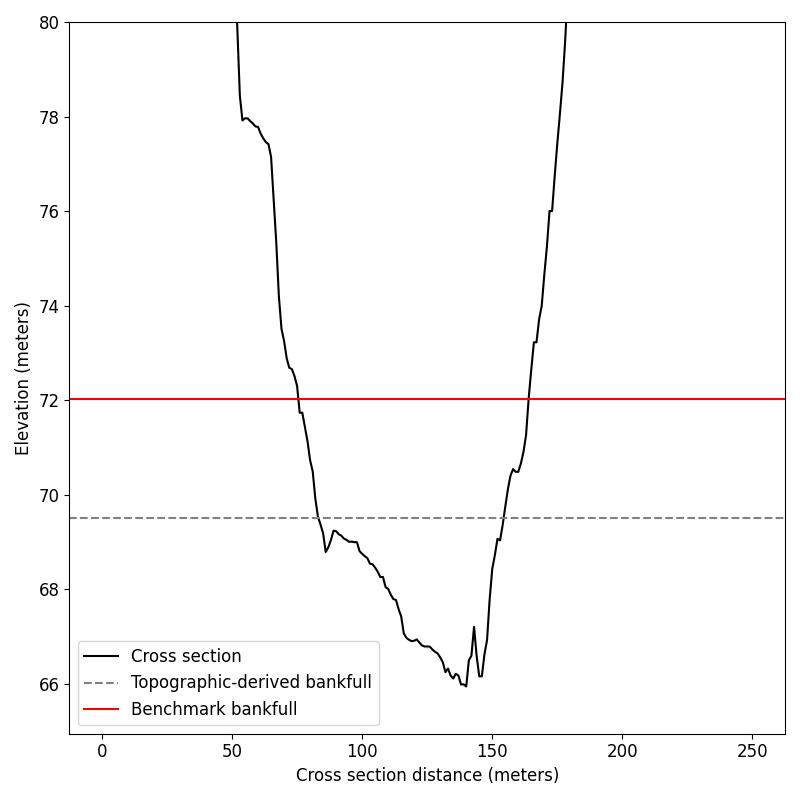 80
78
76
74
72
70
68
66
Elevation (meters)
Cross section
Topographic-derived bankfull
Benchmark bankfull
0 50 100 150 200 250
Cross section distance (meters)